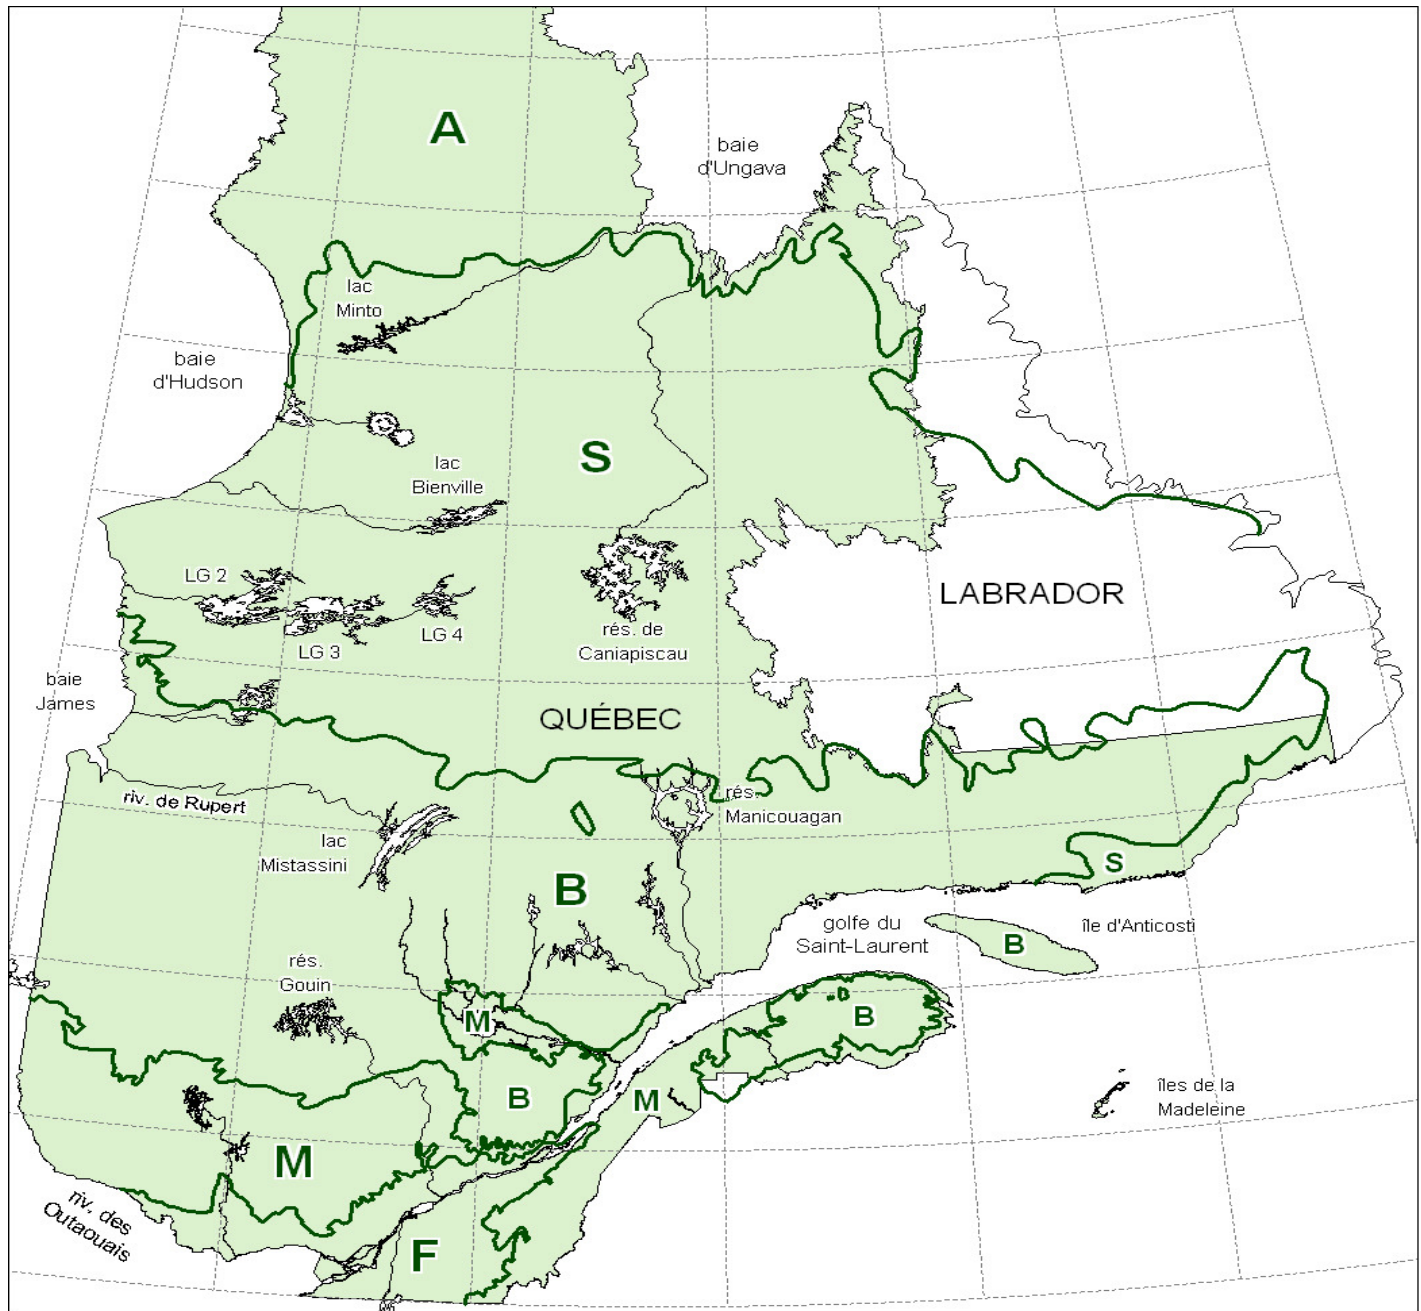 A
baie
d'Ungava
lac
Minto
baie
d'Hudson
S
lac
Bienville
LG 2
LG 3
LG 4
rés. de
Caniapiscau
LABRADOR
baie
James
QUÉBEC
riv. de Rupert
rés.
Manicouagan
lac
Mistassini
B
S
golfe du
Saint-Laurent
île d'Anticosti
B
rés.
Gouin
M
B
B
M
îles de la
Madeleine
M
riv. des
Outaouais
F